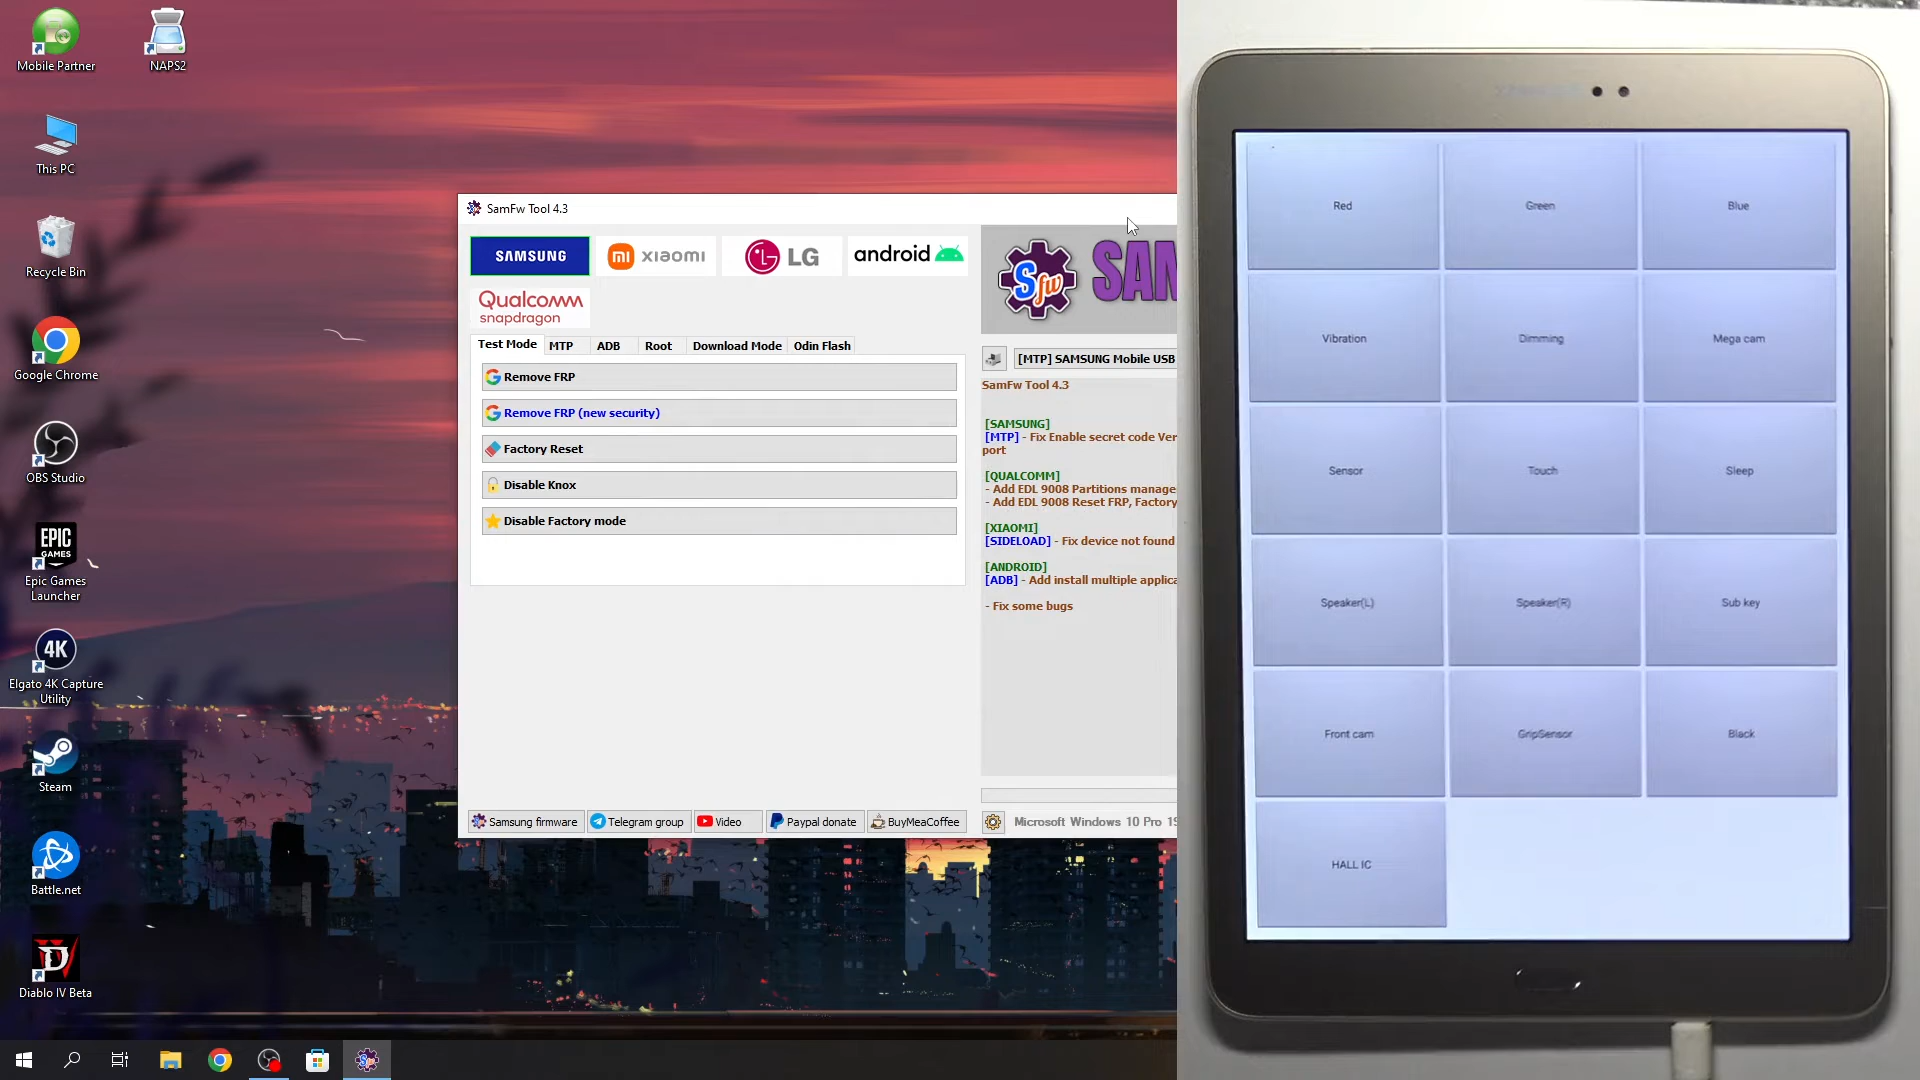 Mobile Partner
NAPS2
This PC
Recycle Bin
Google Chrome
OBS Studio
EPIC
GAMES
Epic Games
Launcher
4K
Elgato 4K Capture
Utility
Steam
Battle.net
Diablo IV Beta
SamFw Tool 4.3
SAMSUNG
xiaomi
LG
android
Qualcomm
snapdragon
Sfw
SAM
Test Mode
MTP
ADB
Root
Download Mode
Odin Flash
Remove FRP
Remove FRP (new security)
Factory Reset
Disable Knox
Disable Factory mode
[MTP] SAMSUNG Mobile USB
SamFw Tool 4.3
[SAMSUNG]
[MTP] - Fix Enable secret code Ver
port
[QUALCOMM]
- Add EDL 9008 Partitions manage
- Add EDL 9008 Reset FRP, Factory
[XIAOMI]
[SIDELOAD] - Fix device not found
[ANDROID]
[ADB] - Add install multiple applica
- Fix some bugs
Samsung firmware
Telegram group
Video
Paypal donate
BuyMeaCoffee
Microsoft Windows 10 Pro 19
Red
Green
Blue
Vibration
Dimming
Mega cam
Sensor
Touch
Sleep
Speaker(L)
Speaker(R)
Sub key
Front cam
GripSensor
Black
HALL IC